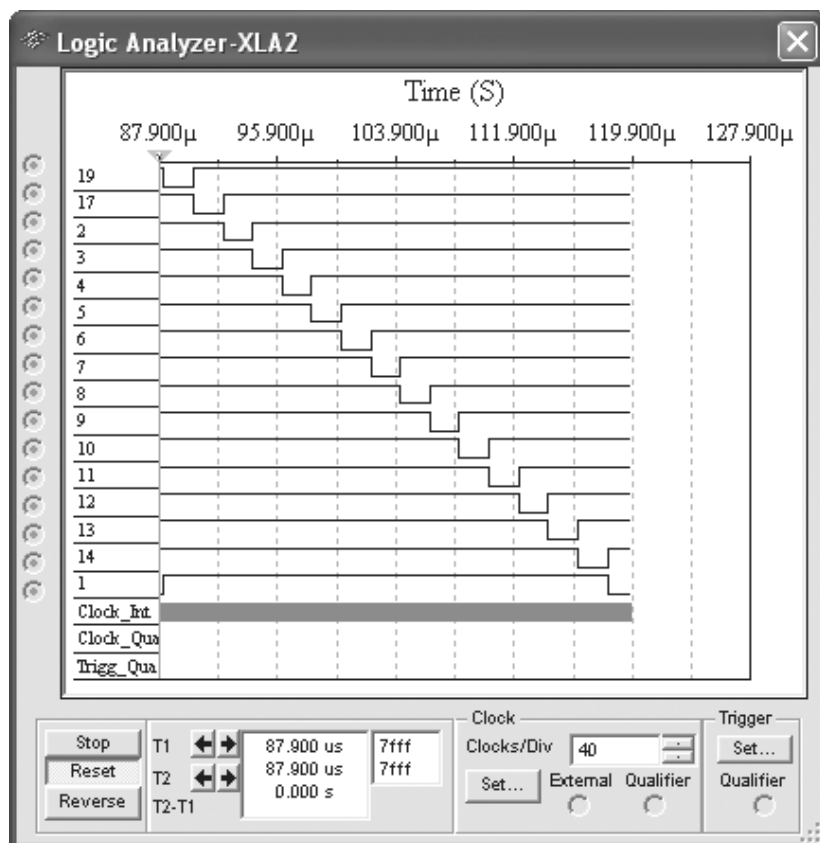 Logic Analyzer-XLA2
Time (S)
87.900μ 95.900μ 103.900μ 111.900μ 119.900μ 127.900μ
19
17
2
3
4
5
6
7
8
9
10
11
12
13
14
1
Clock_Int
Clock_Qua
Trigg_Qua
Stop
Reset
Reverse
T1
T2
T2-T1
87.900 us
87.900 us
0.000 s
7fff
7fff
Clock
Clocks/Div 40
Set...
External
Qualifier
Trigger
Set...
Qualifier